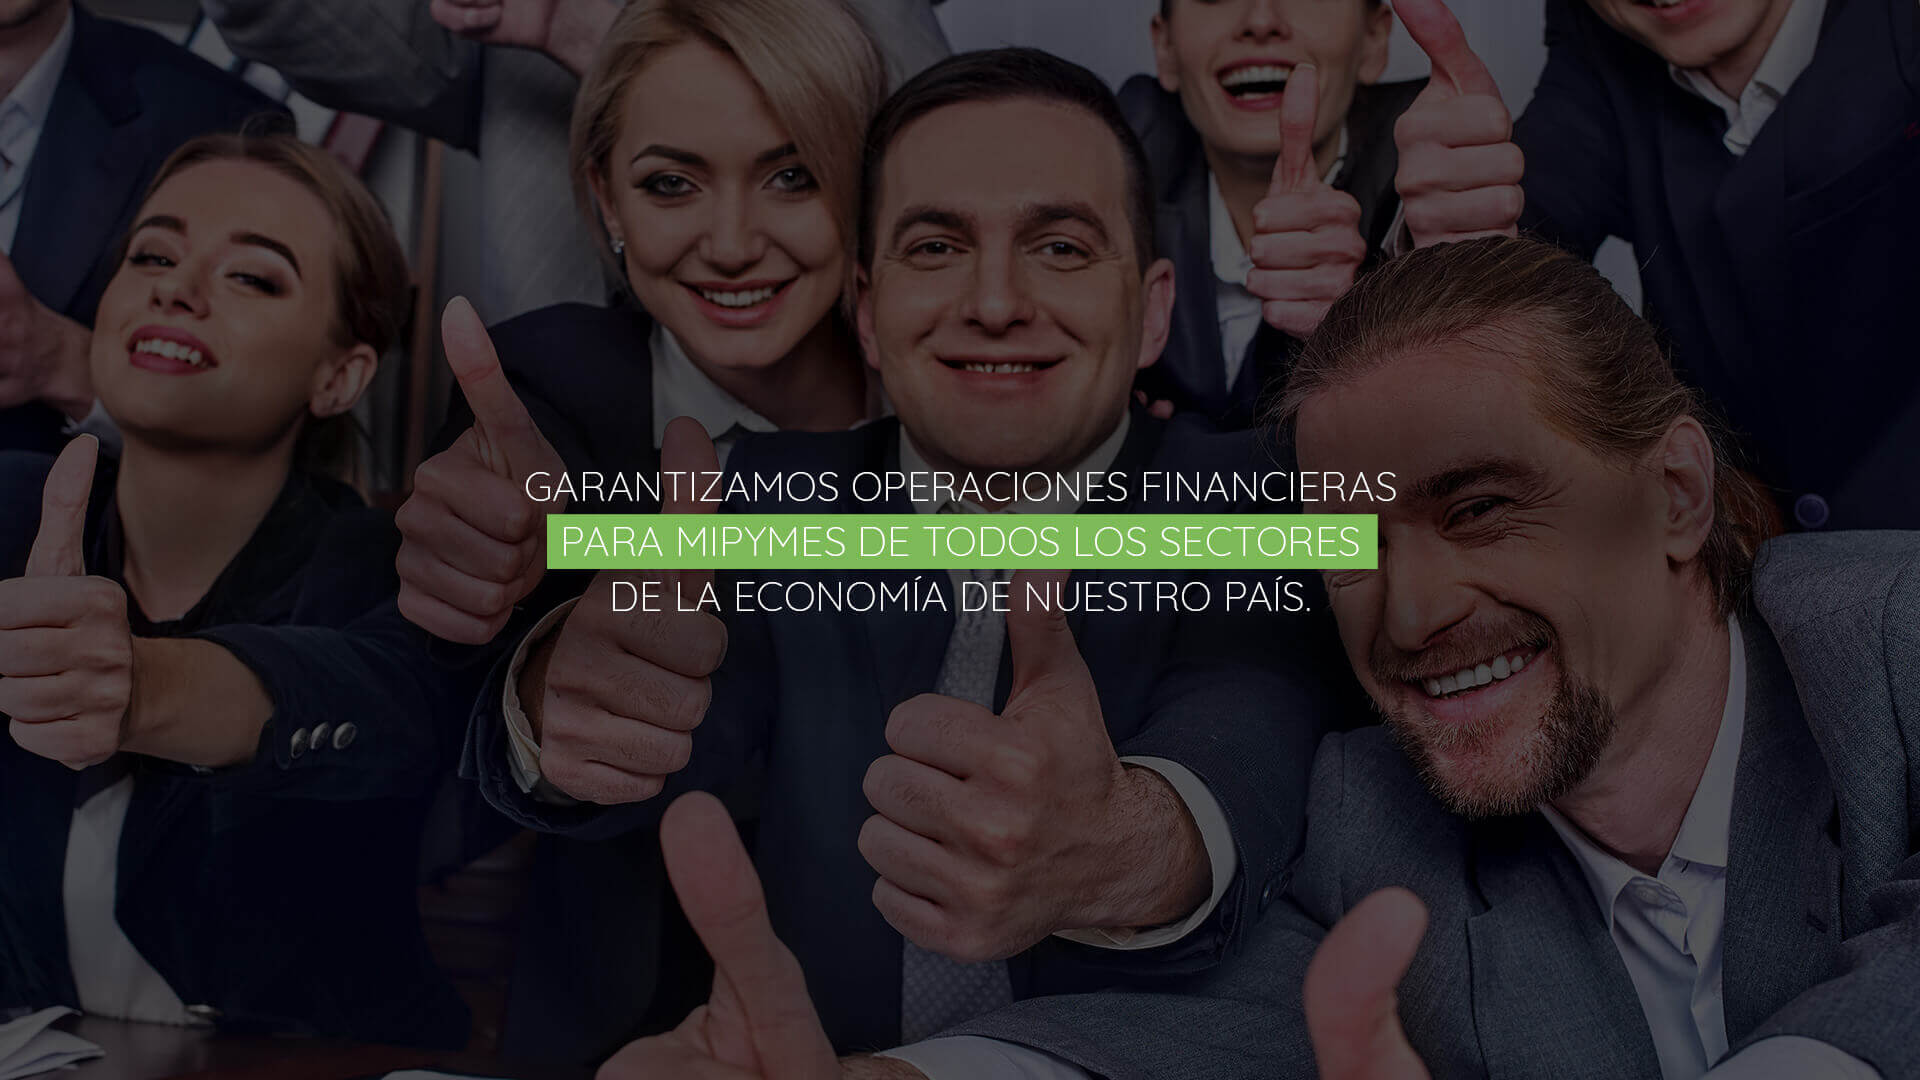 GARANTIZAMOS OPERACIONES FINANCIERAS
PARA MIPYMES DE TODOS LOS SECTORES
DE LA ECONOMÍA DE NUESTRO PAÍS.